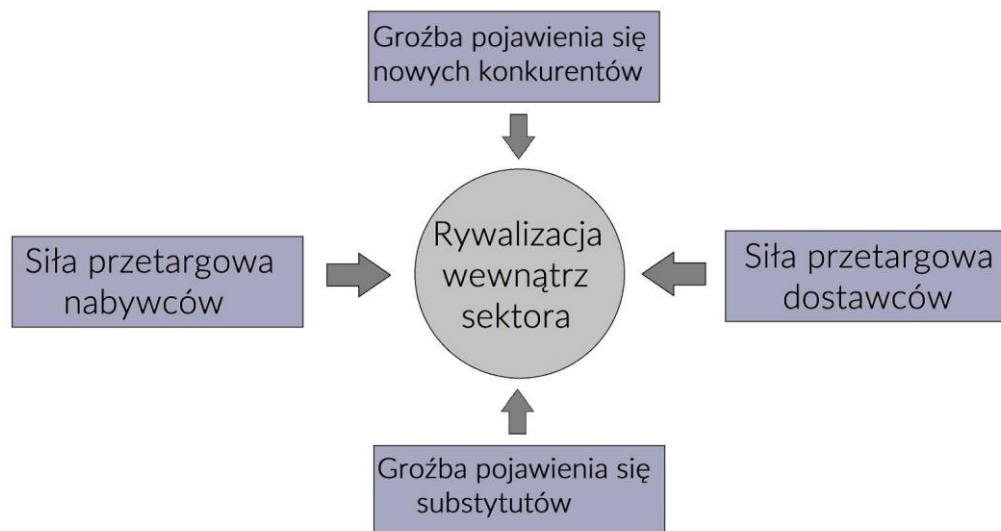 Groźba pojawienia się
nowych konkurentów
Siła przetargowa
nabywców
Rywalizacja
wewnątrz
sektora
Siła przetargowa
dostawców
Groźba pojawienia się
substytutów